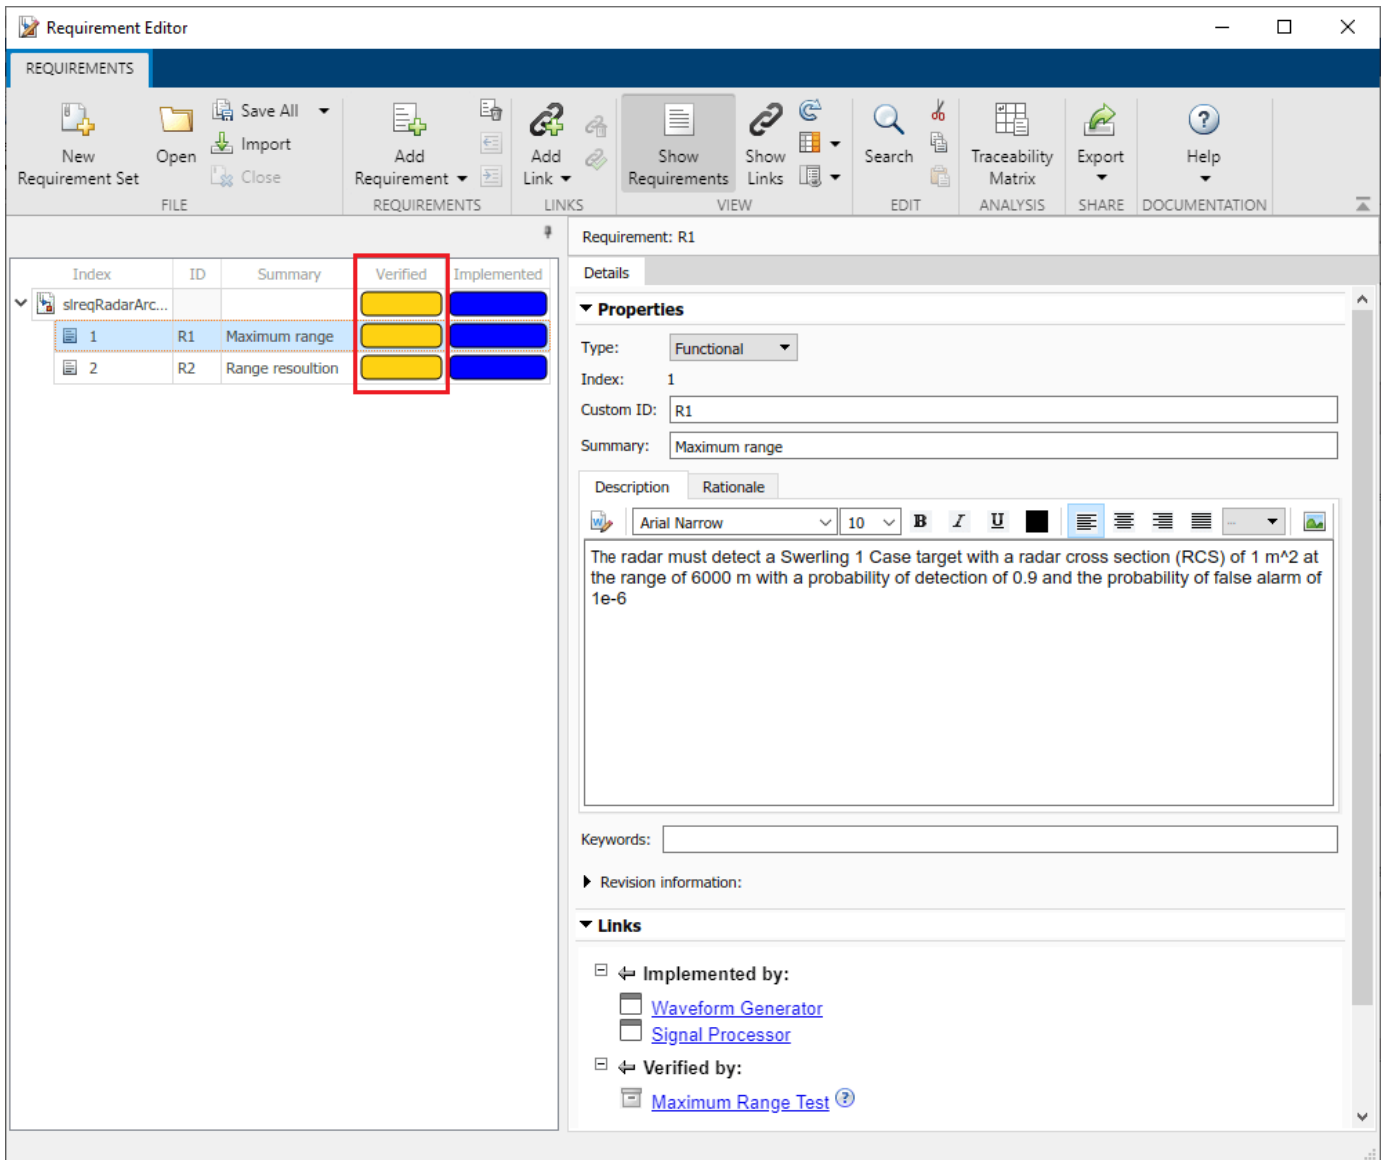 Requirement Editor
REQUIREMENTS
New Requirement Set
Open
Save All
Import
Close
FILE
Add Requirement
REQUIREMENTS
Add Link
LINKS
Show Requirements
Show Links
VIEW
Search
EDIT
Traceability Matrix
ANALYSIS
Export
SHARE
Help
DOCUMENTATION
Index ID Summary Verified Implemented
slreqRadarArc...
1 R1 Maximum range
2 R2 Range resoultion
Requirement: R1
Details
Properties
Type: Functional
Index: 1
Custom ID: R1
Summary: Maximum range
Description Rationale
Arial Narrow 10 B I U ...
The radar must detect a Swerling 1 Case target with a radar cross section (RCS) of 1 m^2 at
the range of 6000 m with a probability of detection of 0.9 and the probability of false alarm of
1e-6
Keywords:
Revision information:
Links
Implemented by:
Waveform Generator
Signal Processor
Verified by:
Maximum Range Test